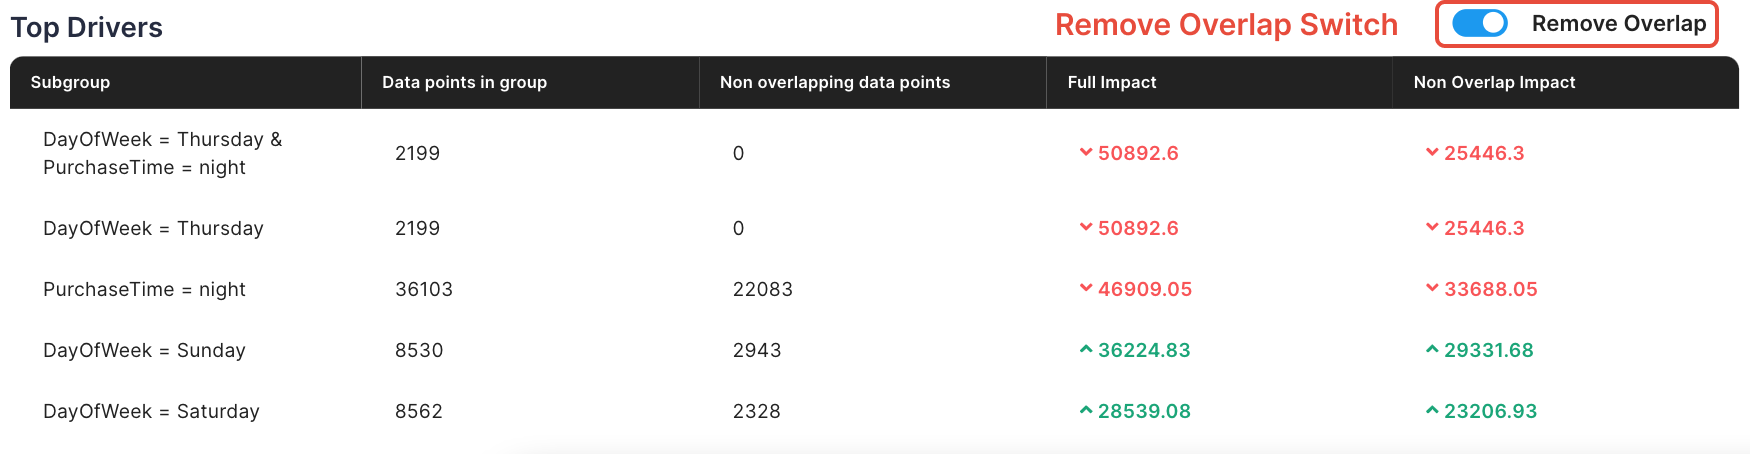 Top Drivers
Remove Overlap Switch
Remove Overlap
Subgroup Data points in group Non overlapping data points Full Impact Non Overlap Impact
DayOfWeek = Thursday &
PurchaseTime = night 2199 0 50892.6 25446.3
DayOfWeek = Thursday 2199 0 50892.6 25446.3
PurchaseTime = night 36103 22083 46909.05 33688.05
DayOfWeek = Sunday 8530 2943 36224.83 29331.68
DayOfWeek = Saturday 8562 2328 28539.08 23206.93